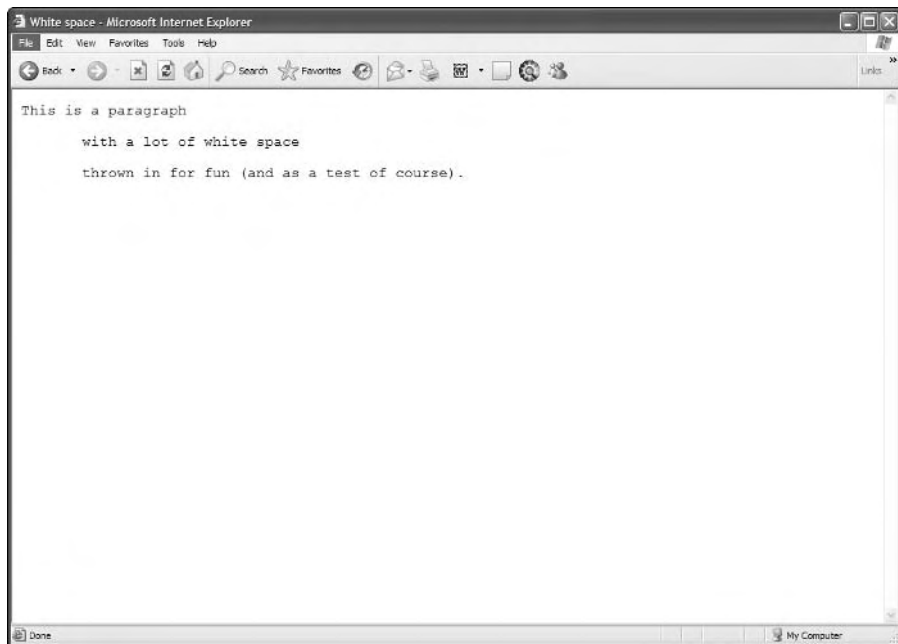 White space - Microsoft Internet Explorer
File Edit View Favorites Tools Help
Back Search Favorites Links »
This is a paragraph
with a lot of white space
thrown in for fun (and as a test of course).
Done My Computer